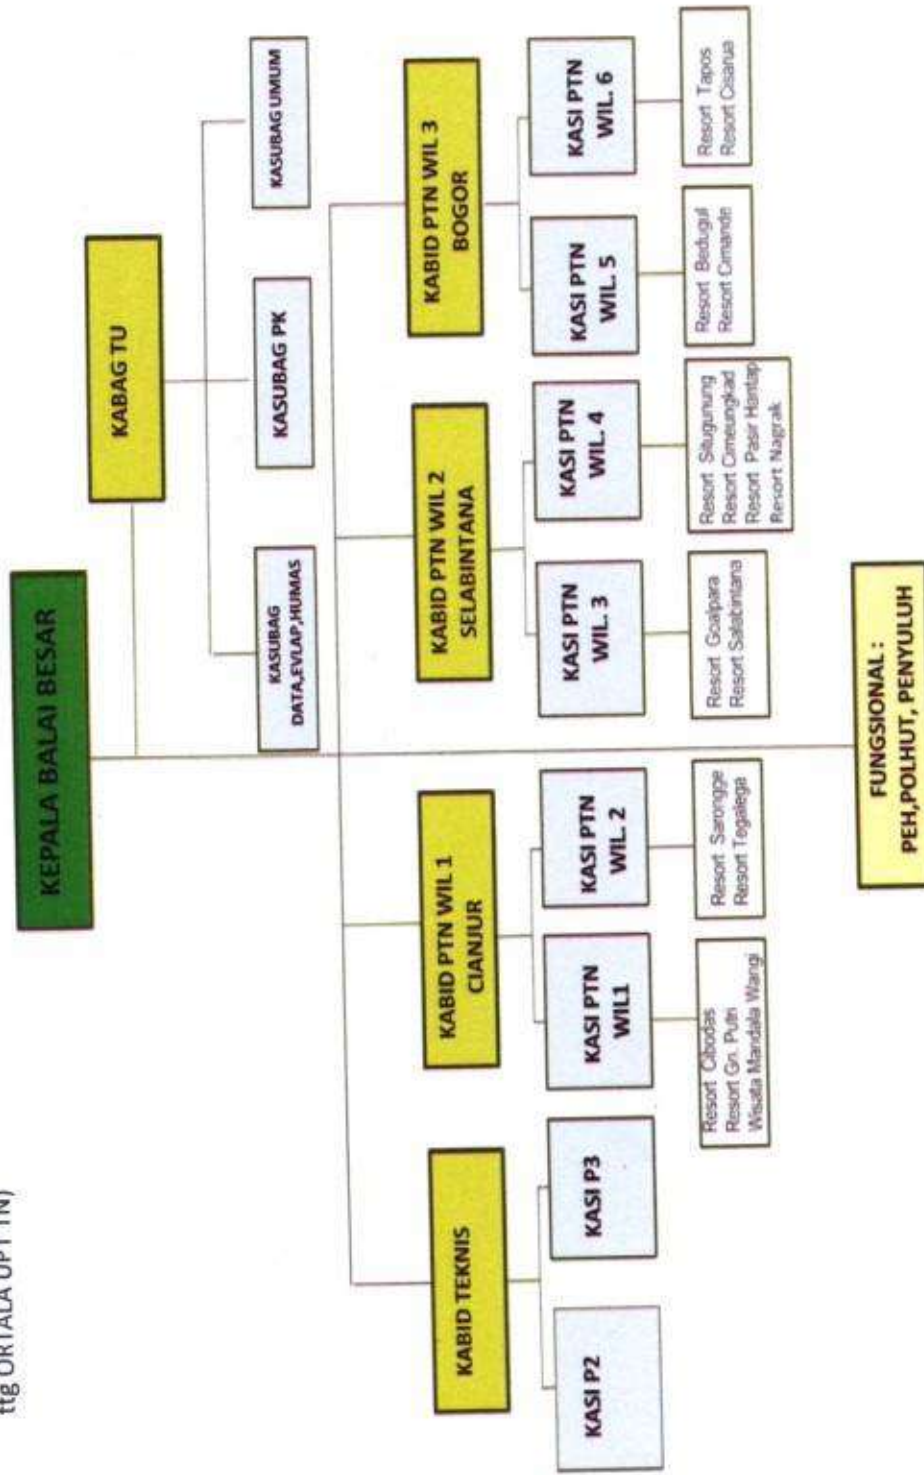 ttg ORTALA UPT TN)
KEPALA BALAI BESAR
KABAG TU
KASUBAG
DATA,EVLAP,HUMAS
KASUBAG PK
KASUBAG UMUM
KABID TEKNIS
KABID PTN WIL 1
CIANJUR
KABID PTN WIL 2
SELABINTANA
KABID PTN WIL 3
BOGOR
KASI P2
KASI P3
KASI PTN
WIL1
KASI PTN
WIL. 2
KASI PTN
WIL. 3
KASI PTN
WIL. 4
KASI PTN
WIL. 5
KASI PTN
WIL. 6
Resort Cibodas
Resort Gn. Putri
Wisata Mandala Wangi
Resort Sarongge
Resort Tegalega
Resort Goalpara
Resort Salabintana
Resort Situgunung
Resort Cimeungkad
Resort Pasir Hantap
Resort Nagrak
Resort Bedugul
Resort Cimande
Resort Tapos
Resort Cisarua
FUNGSIONAL :
PEH,POLHUT, PENYULUH